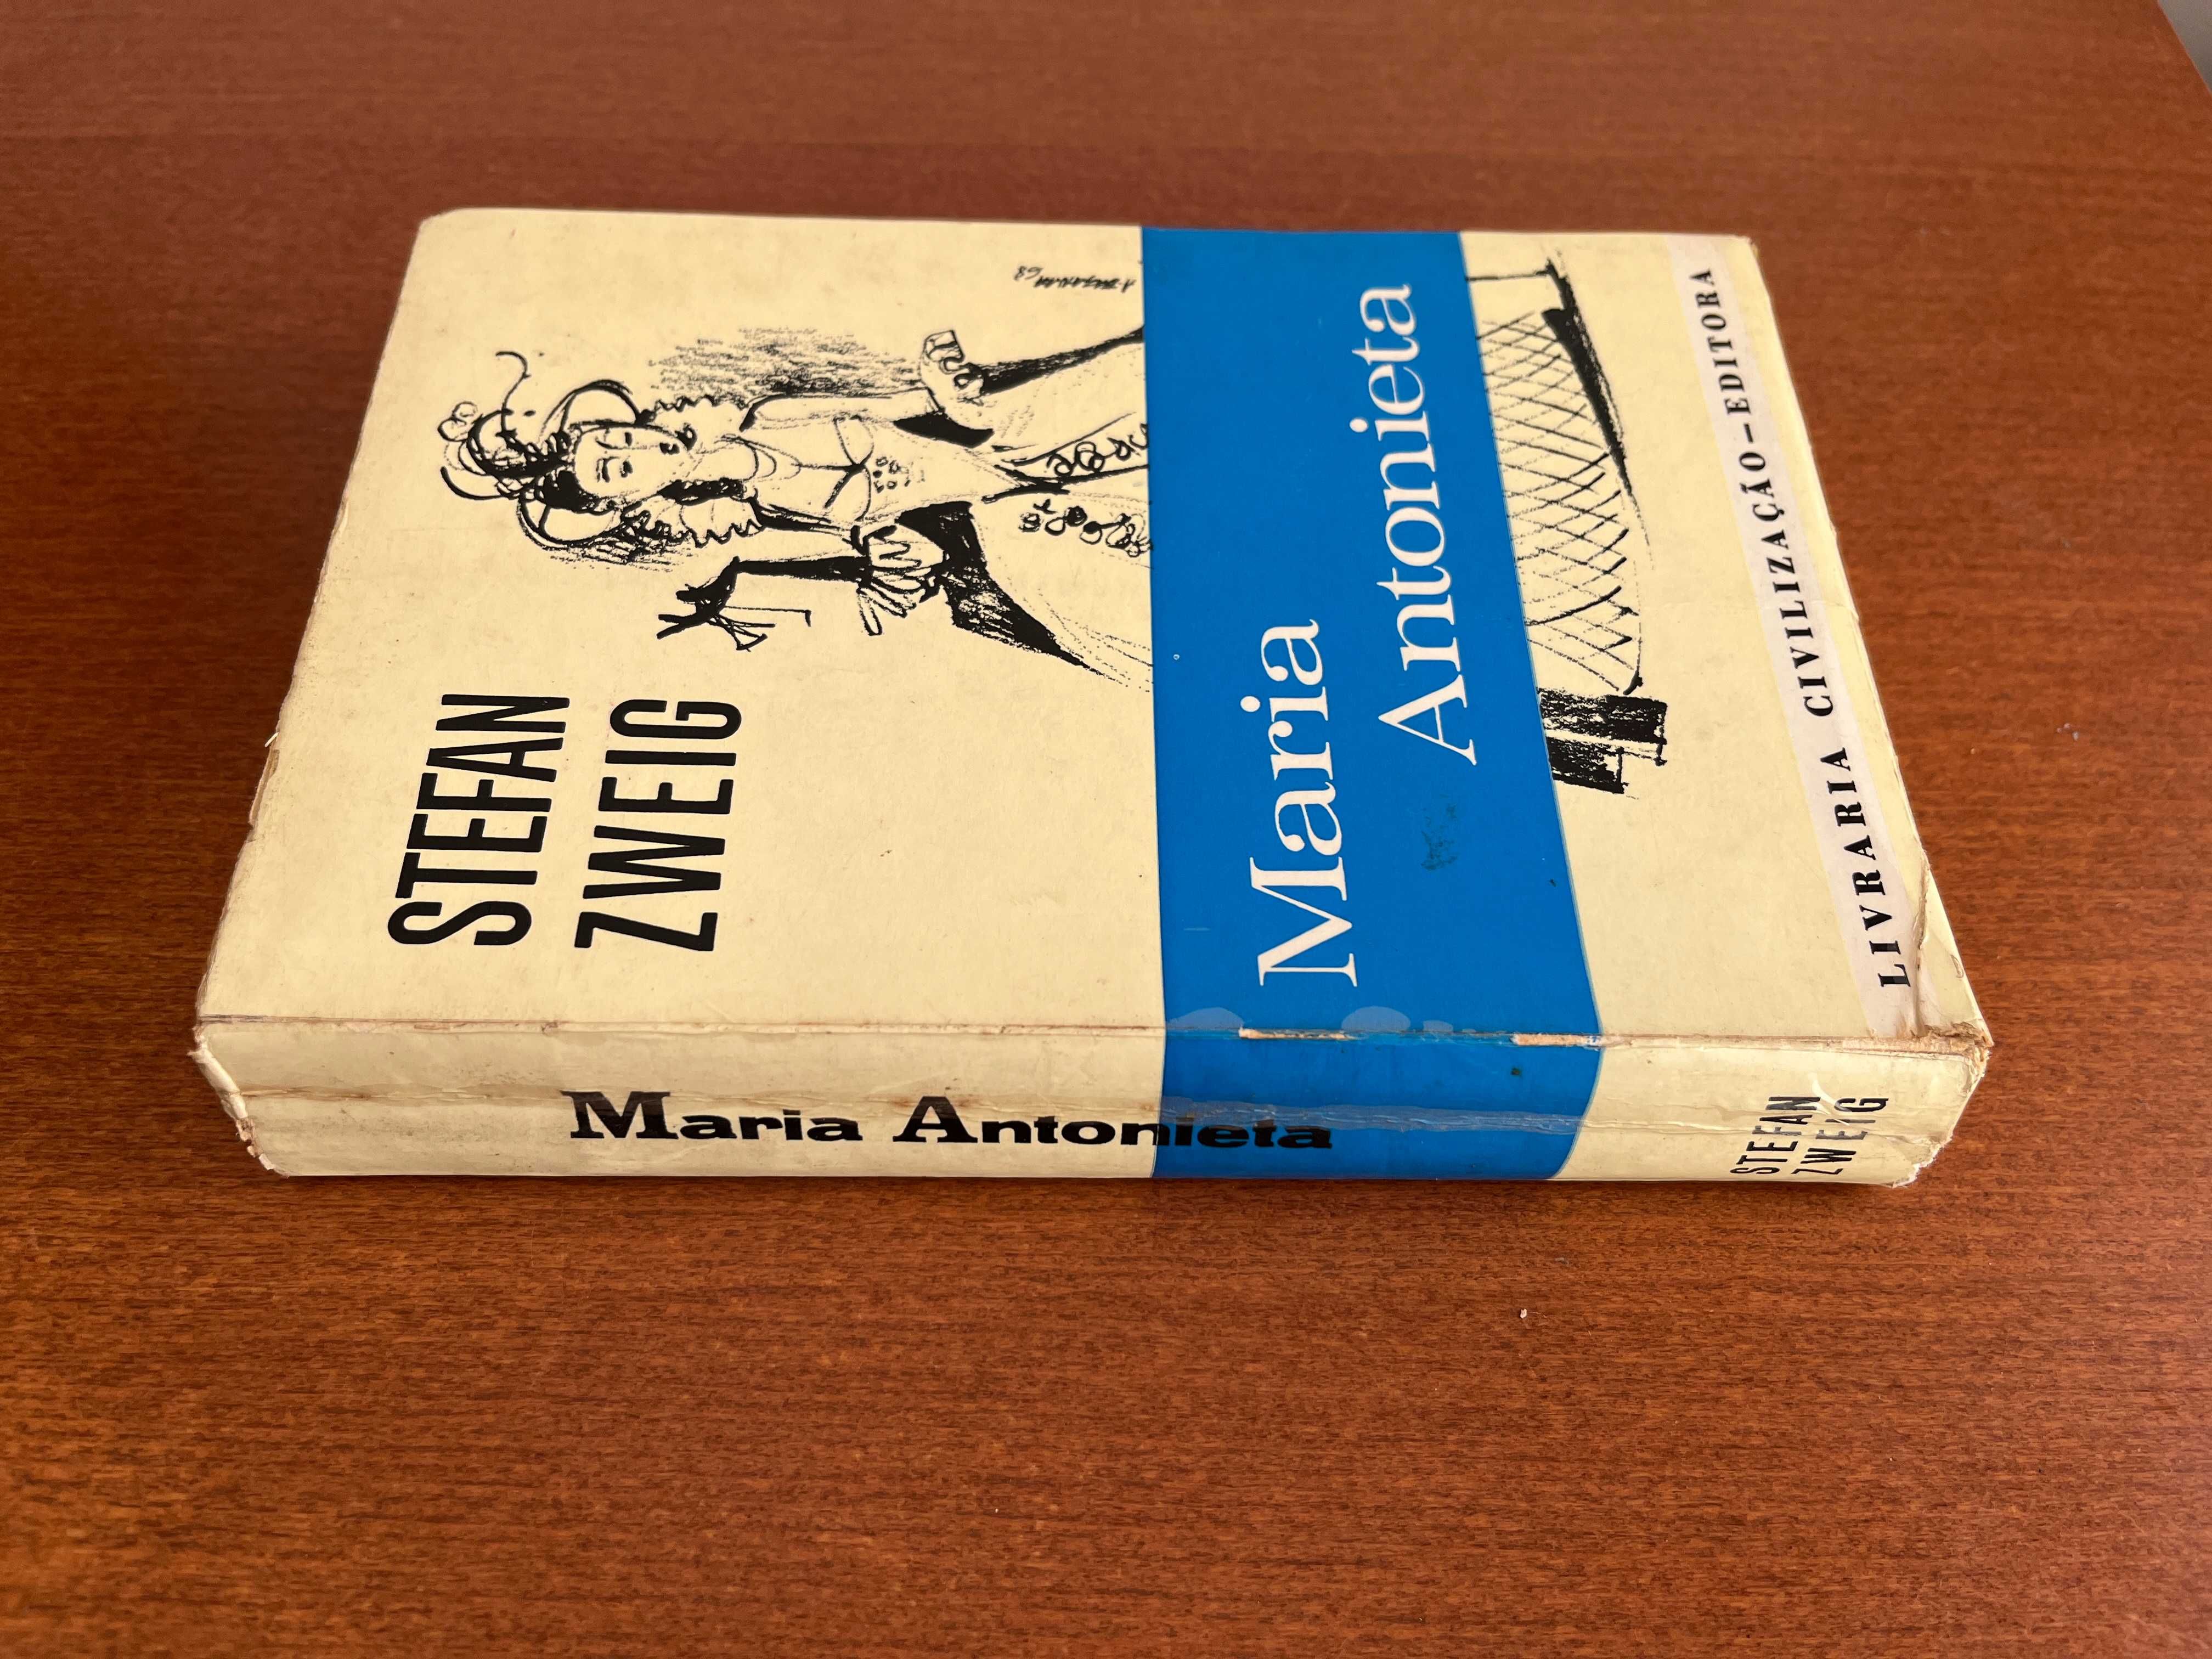 STEFAN
ZWEIG
Maria
Antonieta
LIVRARIA CIVILIZAÇÃO-EDITORA
Maria Antonieta
STEFAN
ZWEIG